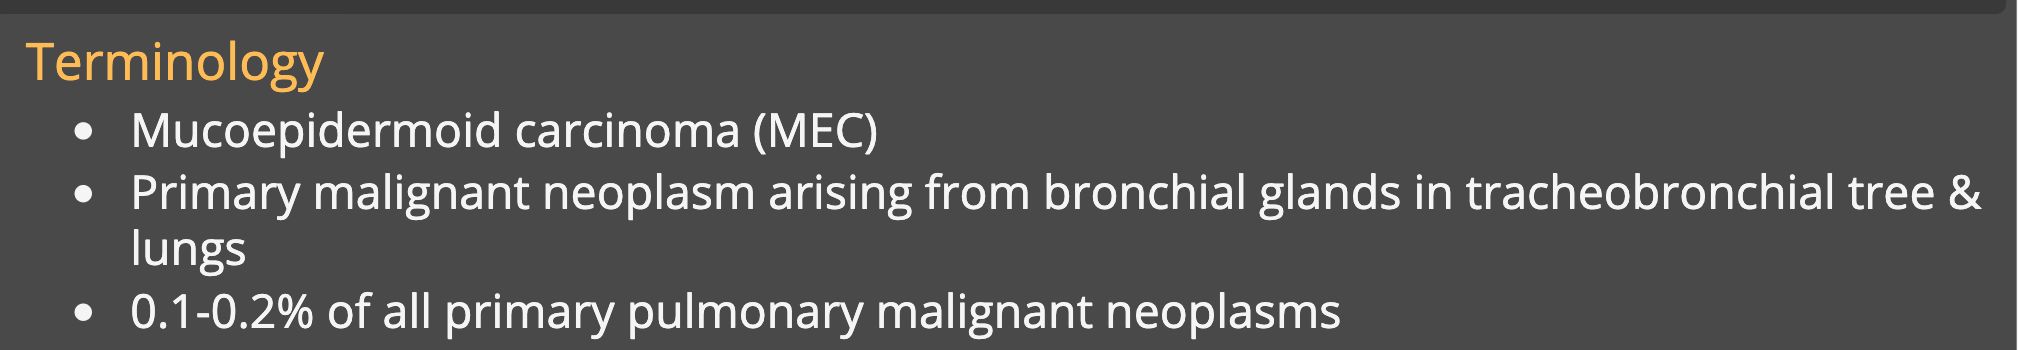 Terminology
• Mucoepidermoid carcinoma (MEC)
• Primary malignant neoplasm arising from bronchial glands in tracheobronchial tree &
lungs
• 0.1-0.2% of all primary pulmonary malignant neoplasms